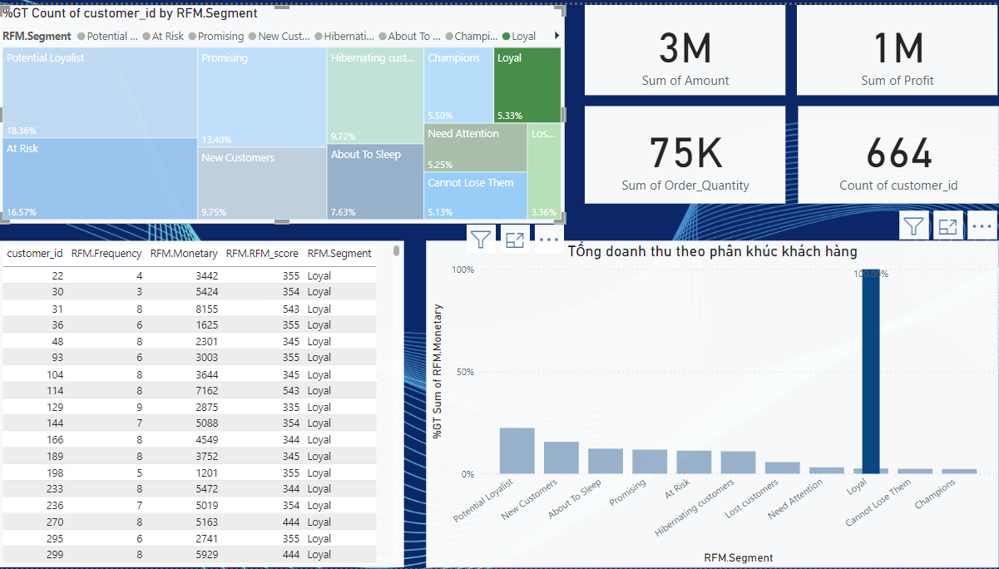 %GT Count of customer_id by RFM.Segment
RFM.Segment Potential ... At Risk Promising New Cust... Hibernati... About To ... Champi... Loyal
Potential Loyalist
18.36%
At Risk
16.57%
Promising
13.40%
New Customers
9.75%
Hibernating cust...
9.72%
About To Sleep
7.63%
Champions
5.50%
Loyal
5.33%
Need Attention
5.25%
Cannot Lose Them
5.13%
Los...
3.36%
3M
Sum of Amount
1M
Sum of Profit
75K
Sum of Order_Quantity
664
Count of customer_id
customer_id RFM.Frequency RFM.Monetary RFM.RFM_score RFM.Segment
22 4 3442 355 Loyal
30 3 5424 354 Loyal
31 8 8155 543 Loyal
36 6 1625 355 Loyal
48 8 2301 345 Loyal
93 6 3003 355 Loyal
104 8 3644 345 Loyal
114 8 7162 543 Loyal
129 9 2875 335 Loyal
144 7 5088 354 Loyal
166 8 4549 344 Loyal
189 8 3752 345 Loyal
198 5 1201 355 Loyal
233 8 5472 344 Loyal
236 7 5019 354 Loyal
270 8 5163 444 Loyal
295 6 2741 355 Loyal
299 8 5929 444 Loyal
Tổng doanh thu theo phân khúc khách hàng
%GT Sum of RFM.Monetary
100%
50%
0%
100.00%
Potential Loyalist
New Customers
About To Sleep
Promising
At Risk
Hibernating customers
Lost customers
Need Attention
Loyal
Cannot Lose Them
Champions
RFM.Segment